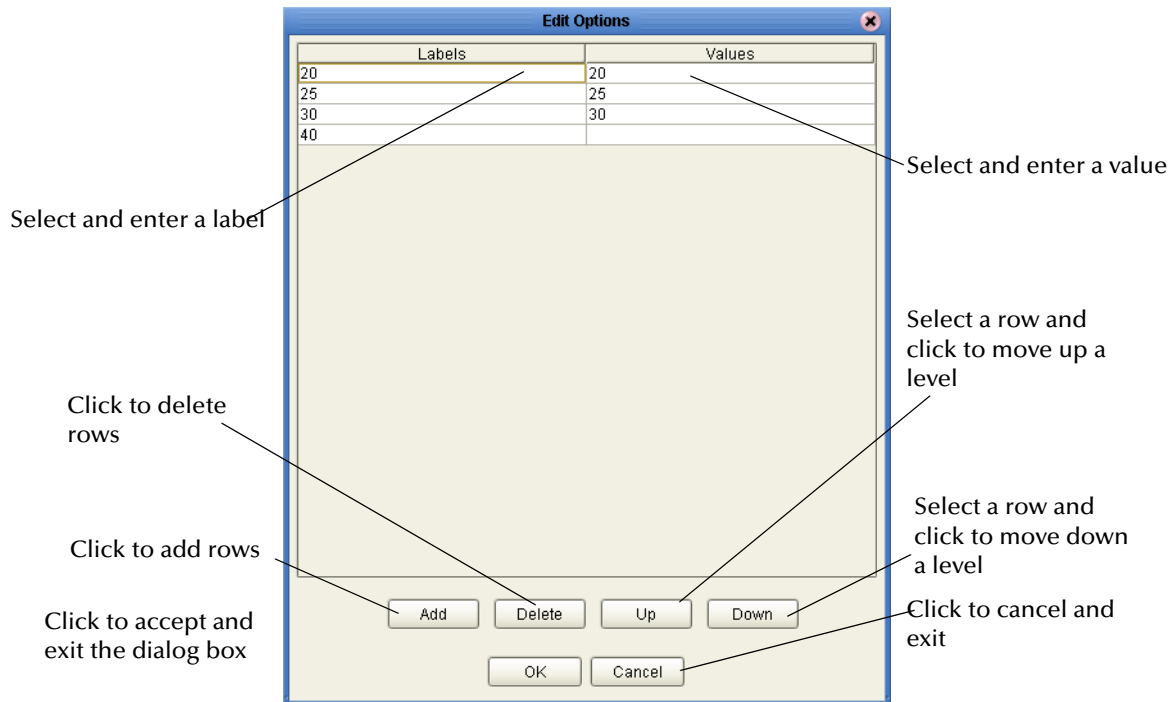 Edit Options
Labels Values
20 20
25 25
30 30
40
Select and enter a value
Select and enter a label
Select a row and
click to move up a
level
Click to delete
rows
Select a row and
click to move down
a level
Click to add rows
Add Delete Up Down
Click to cancel and
exit
Click to accept and
exit the dialog box
OK Cancel